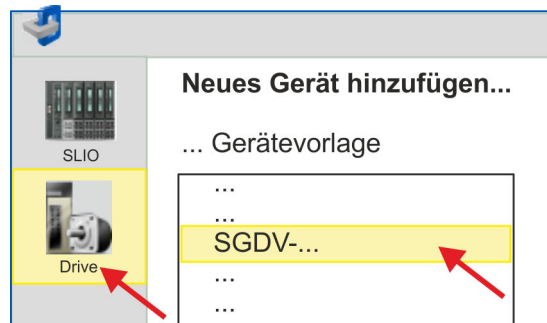 Neues Gerät hinzufügen...
SLIO
... Gerätevorlage
...
...
SGDV-...
Drive
...
...